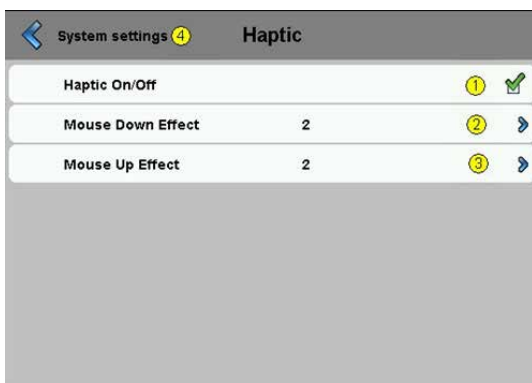 System settings 4 Haptic
Haptic On/Off 1
Mouse Down Effect 2 2
Mouse Up Effect 2 3